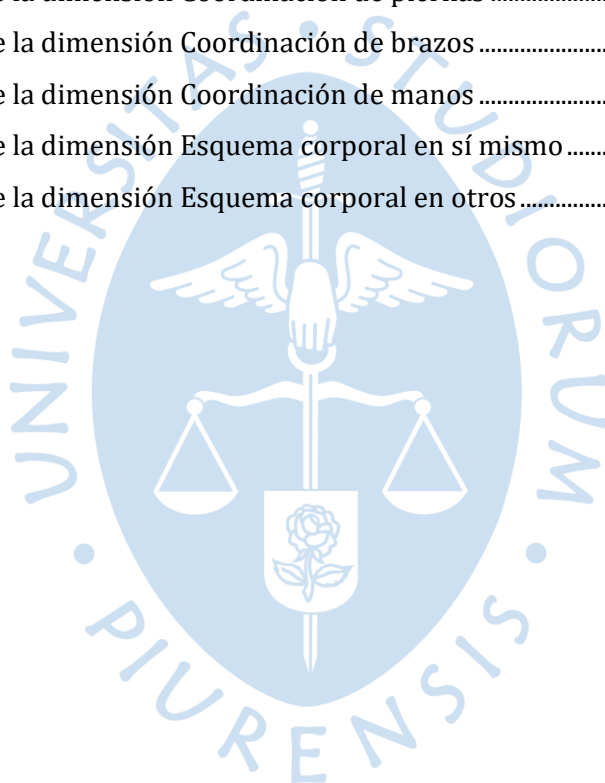 e la dimensión Coordinación de piernas ....................
e la dimensión Coordinación de brazos ....................
e la dimensión Coordinación de manos ....................
e la dimensión Esquema corporal en sí mismo ..........
e la dimensión Esquema corporal en otros ...............
UNIVERSITAS • STUDIORUM • PIURENSIS •